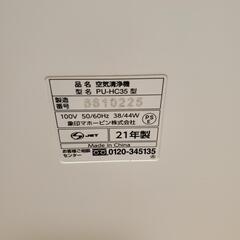 品名 空気清浄機
型名 PU-HC35 型
製造番号 8S10225
100V 50/60Hz 38/44W
象印マホービン株式会社
PS
E
JET
21年製
Made in China
お客様ご相談センター 0120-345135